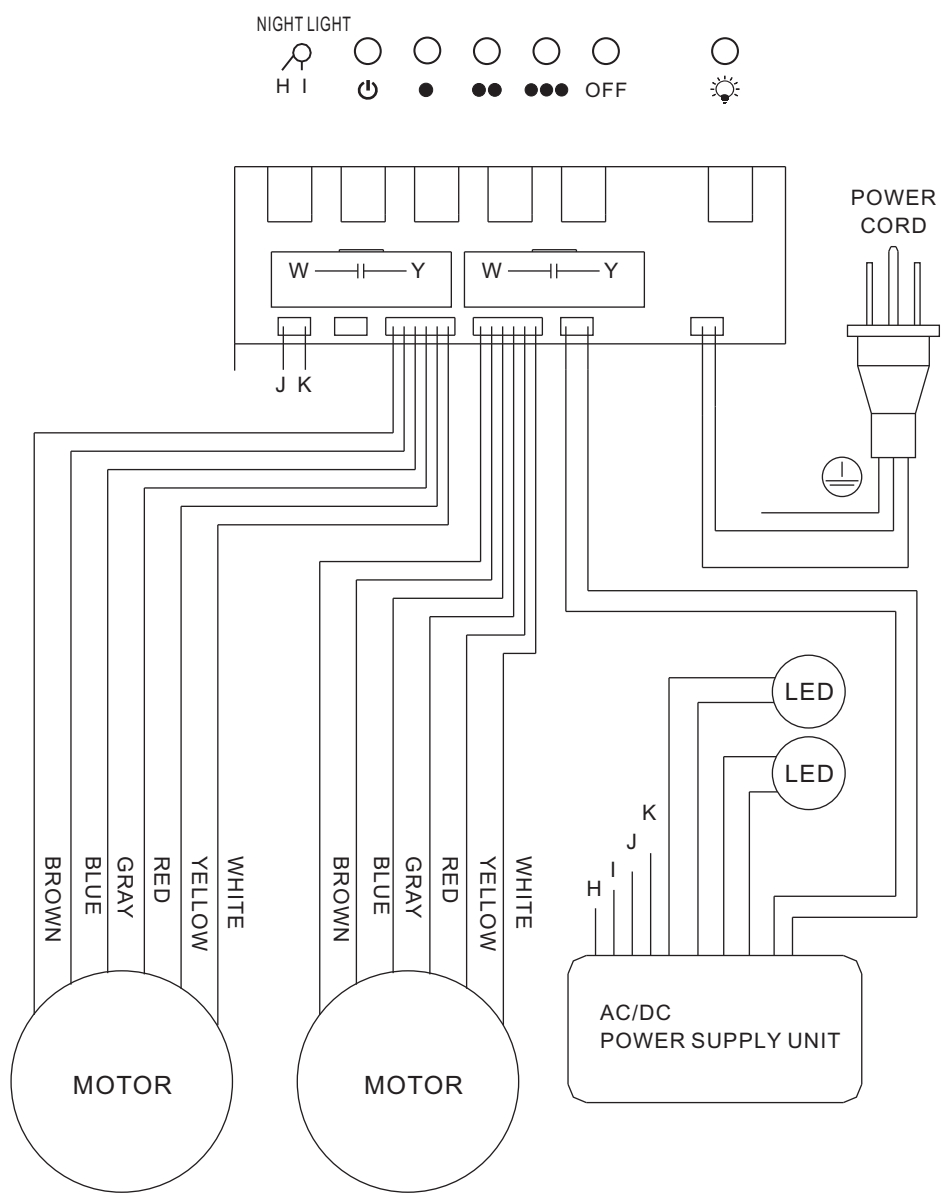 NIGHT LIGHT
H I
OFF
POWER
CORD
W Y W Y
J K
LED
LED
K
J
I
H
BROWN
BLUE
GRAY
RED
YELLOW
WHITE
BROWN
BLUE
GRAY
RED
YELLOW
WHITE
AC/DC
POWER SUPPLY UNIT
MOTOR
MOTOR